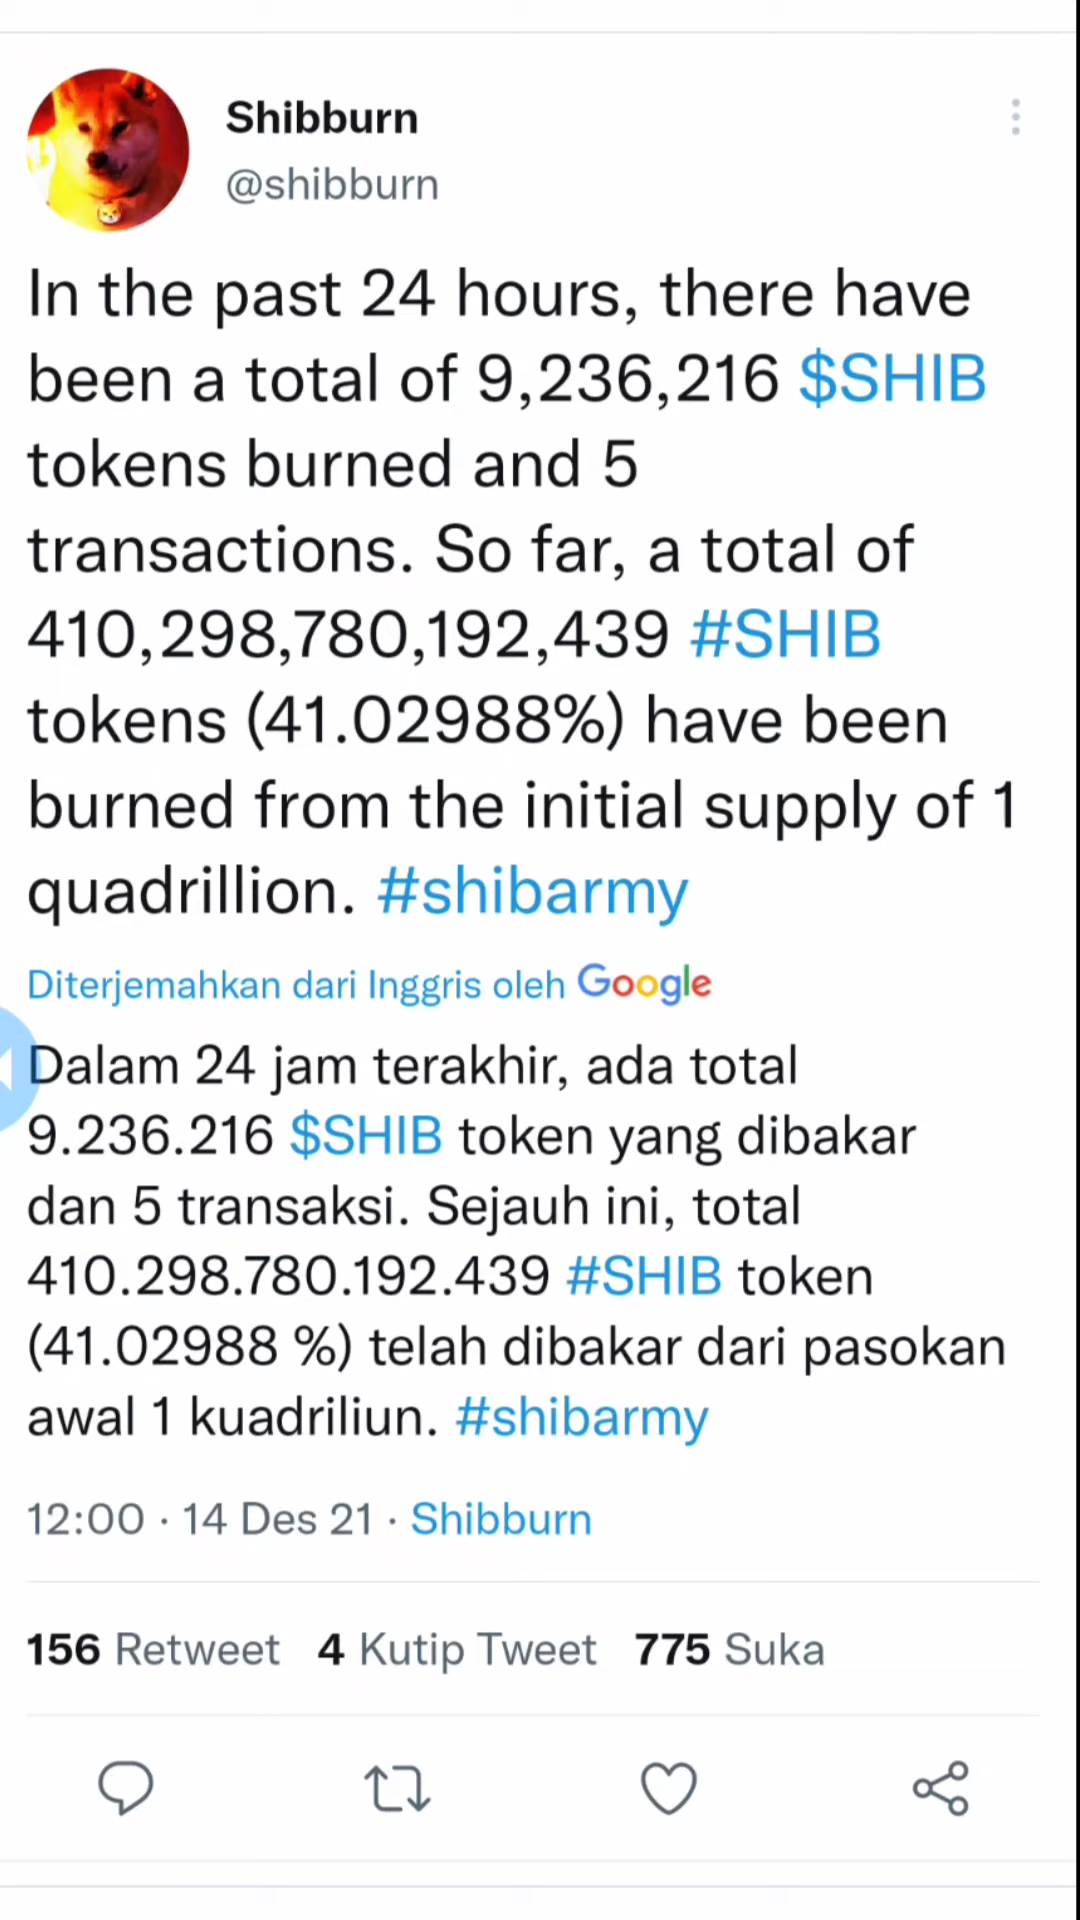 Shibburn
@shibburn
In the past 24 hours, there have
been a total of 9,236,216 $SHIB
tokens burned and 5
transactions. So far, a total of
410,298,780,192,439 #SHIB
tokens (41.02988%) have been
burned from the initial supply of 1
quadrillion. #shibarmy
Diterjemahkan dari Inggris oleh Google
Dalam 24 jam terakhir, ada total
9.236.216 $SHIB token yang dibakar
dan 5 transaksi. Sejauh ini, total
410.298.780.192.439 #SHIB token
(41.02988 %) telah dibakar dari pasokan
awal 1 kuadriliun. #shibarmy
12:00 · 14 Des 21 · Shibburn
156 Retweet 4 Kutip Tweet 775 Suka